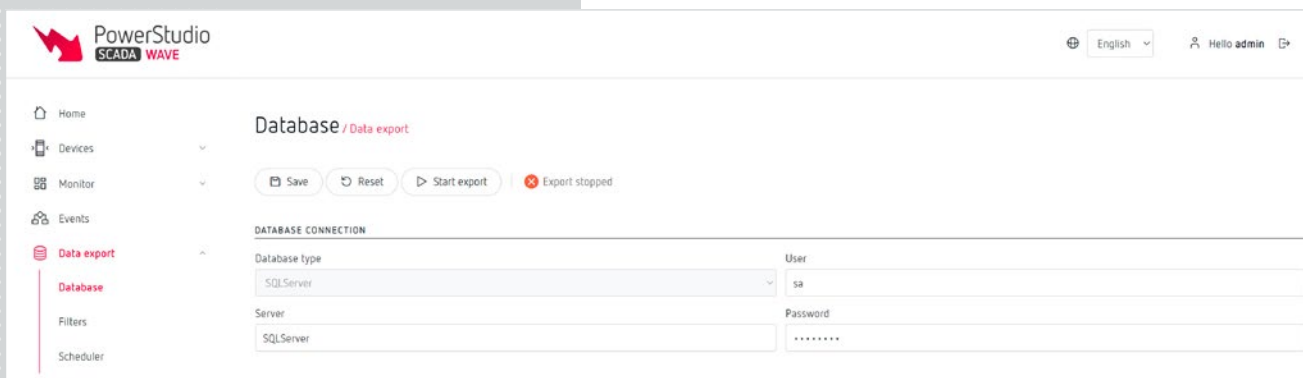 PowerStudio
SCADA WAVE
English
Hello admin
Home
Devices
Monitor
Events
Data export
Database
Filters
Scheduler
Database / Data export
Save
Reset
Start export
Export stopped
DATABASE CONNECTION
Database type
SQLServer
User
sa
Server
SQLServer
Password
••••••••